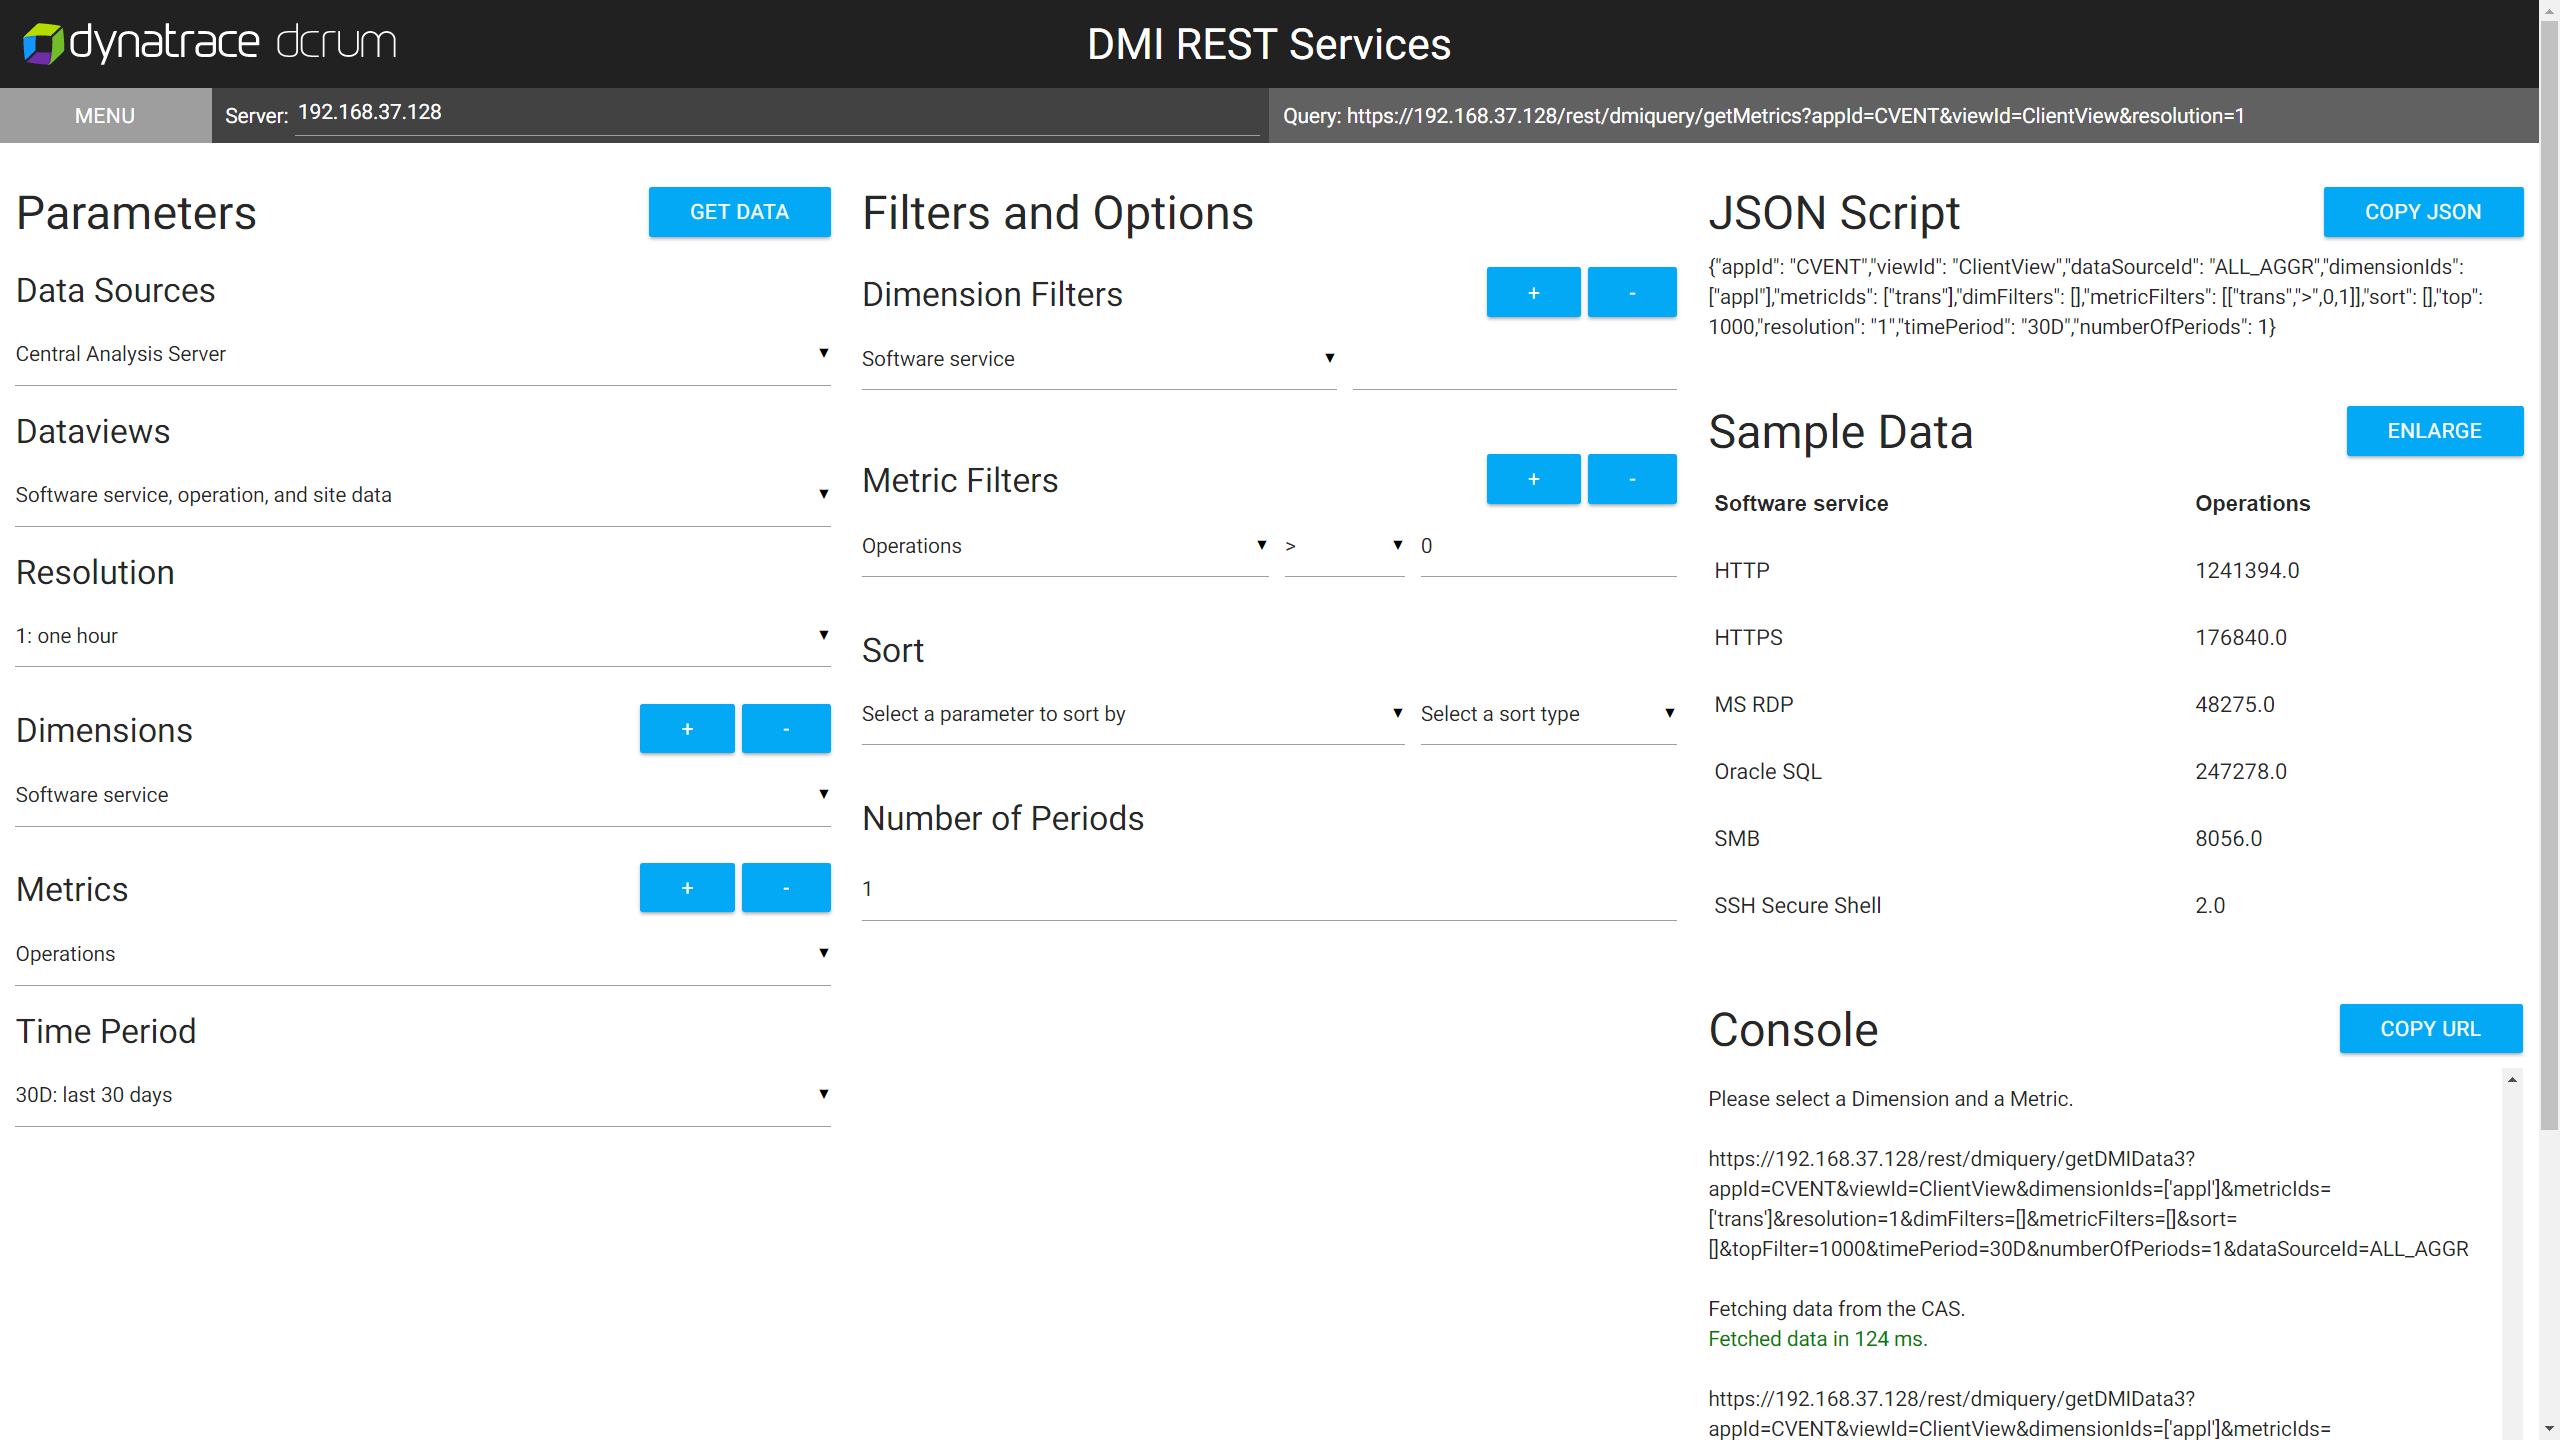 dynatrace dcrum
DMI REST Services
MENU
Server: 192.168.37.128
Query: https://192.168.37.128/rest/dmiquery/getMetrics?appId=CVENT&viewId=ClientView&resolution=1
Parameters
GET DATA
Data Sources
Central Analysis Server
Dataviews
Software service, operation, and site data
Resolution
1: one hour
Dimensions
+ -
Software service
Metrics
+ -
Operations
Time Period
30D: last 30 days
Filters and Options
Dimension Filters
+ -
Software service
Metric Filters
+ -
Operations > 0
Sort
Select a parameter to sort by Select a sort type
Number of Periods
1
JSON Script
COPY JSON
{"appId": "CVENT","viewId": "ClientView","dataSourceId": "ALL_AGGR","dimensionIds":
["appl"],"metricIds": ["trans"],"dimFilters": [],"metricFilters": [["trans",">",0,1]],"sort": [],"top":
1000,"resolution": "1","timePeriod": "30D","numberOfPeriods": 1}
Sample Data
ENLARGE
Software service Operations
HTTP 1241394.0
HTTPS 176840.0
MS RDP 48275.0
Oracle SQL 247278.0
SMB 8056.0
SSH Secure Shell 2.0
Console
COPY URL
Please select a Dimension and a Metric.
https://192.168.37.128/rest/dmiquery/getDMIData3?
appId=CVENT&viewId=ClientView&dimensionIds=['appl']&metricIds=
['trans']&resolution=1&dimFilters=[]&metricFilters=[]&sort=
[]&topFilter=1000&timePeriod=30D&numberOfPeriods=1&dataSourceId=ALL_AGGR
Fetching data from the CAS.
Fetched data in 124 ms.
https://192.168.37.128/rest/dmiquery/getDMIData3?
appId=CVENT&viewId=ClientView&dimensionIds=['appl']&metricIds=